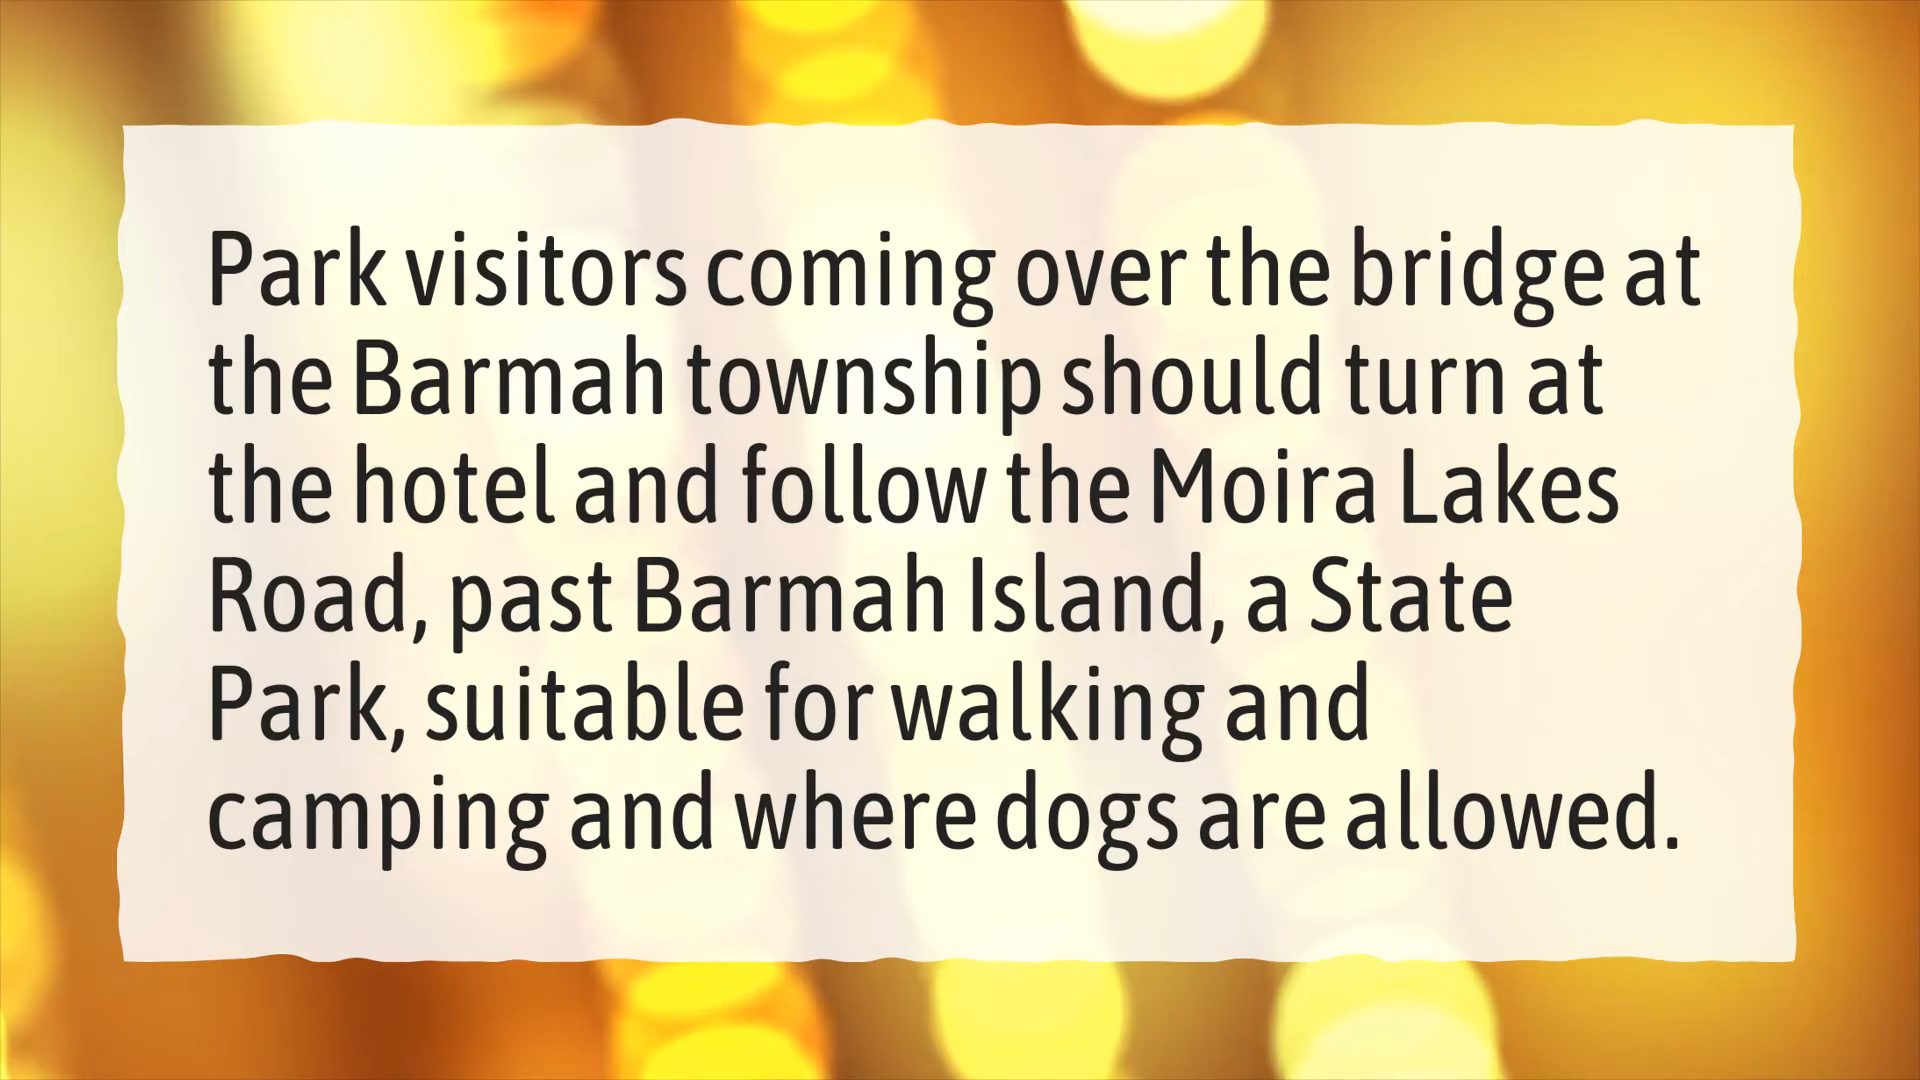 Park visitors coming over the bridge at
the Barmah township should turn at
the hotel and follow the Moira Lakes
Road, past Barmah Island, a State
Park, suitable for walking and
camping and where dogs are allowed.